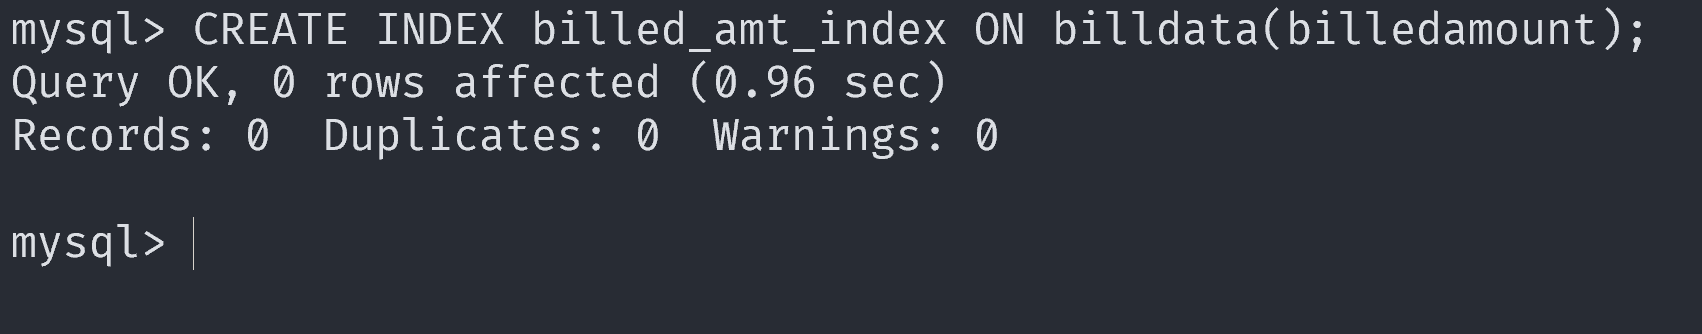 mysql> CREATE INDEX billed_amt_index ON billdata(billedamount);
Query OK, 0 rows affected (0.96 sec)
Records: 0  Duplicates: 0  Warnings: 0
mysql>